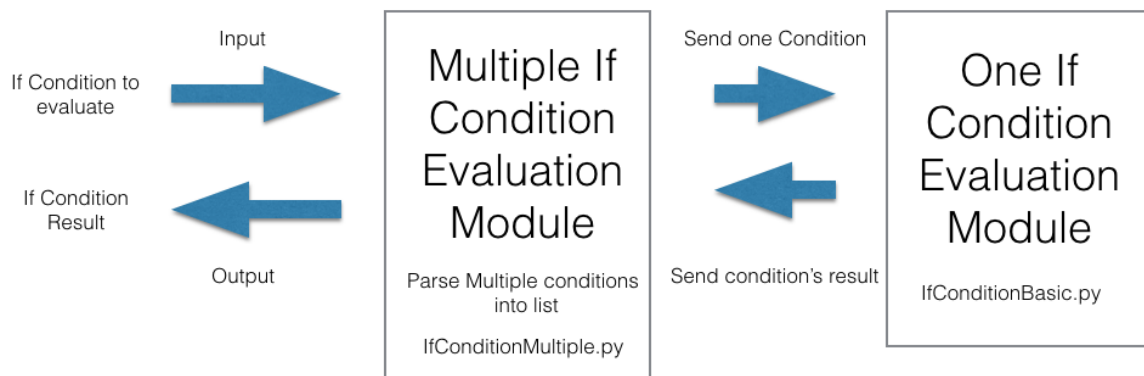 Input
If Condition to
evaluate
If Condition
Result
Output
Multiple If
Condition
Evaluation
Module
Parse Multiple conditions
into list
IfConditionMultiple.py
Send one Condition
Send condition's result
One If
Condition
Evaluation
Module
IfConditionBasic.py